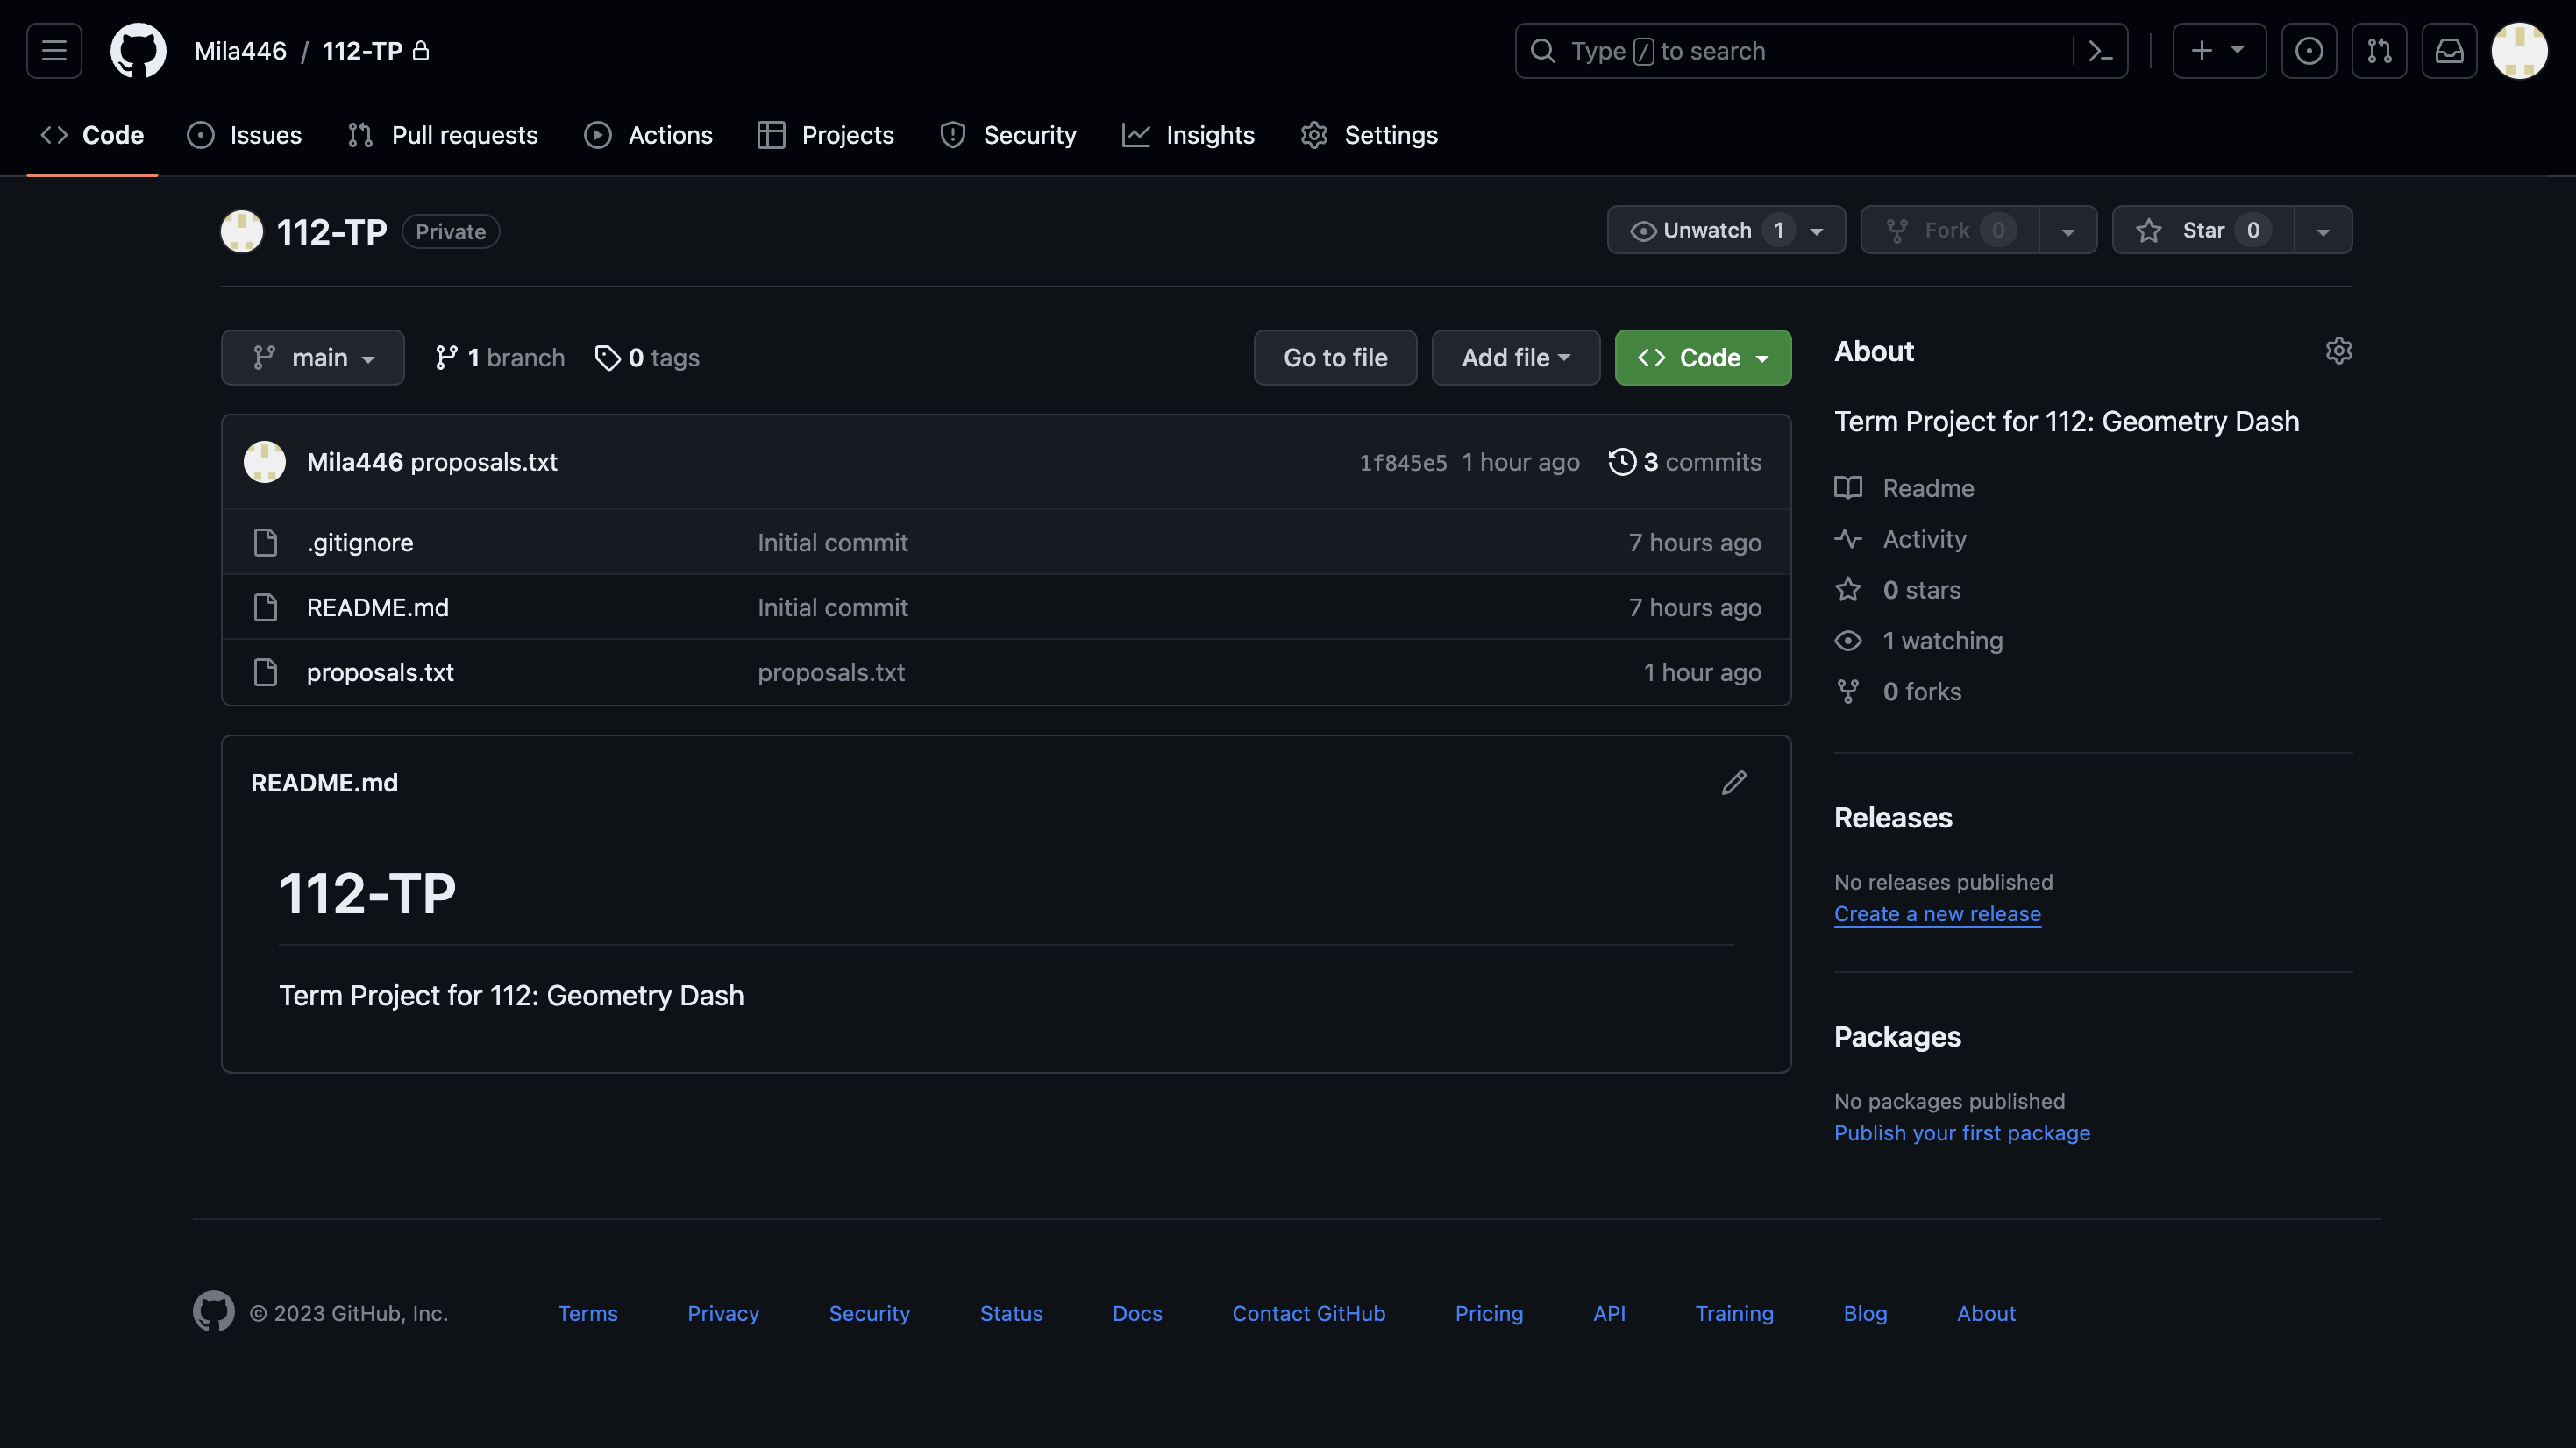 Mila446 / 112-TP
Type / to search
Code Issues Pull requests Actions Projects Security Insights Settings
112-TP Private
Unwatch 1 Fork 0 Star 0
main 1 branch 0 tags
Go to file Add file Code
Mila446 proposals.txt 1f845e5 1 hour ago 3 commits
.gitignore Initial commit 7 hours ago
README.md Initial commit 7 hours ago
proposals.txt proposals.txt 1 hour ago
README.md
112-TP
Term Project for 112: Geometry Dash
About
Term Project for 112: Geometry Dash
Readme
Activity
0 stars
1 watching
0 forks
Releases
No releases published
Create a new release
Packages
No packages published
Publish your first package
© 2023 GitHub, Inc. Terms Privacy Security Status Docs Contact GitHub Pricing API Training Blog About